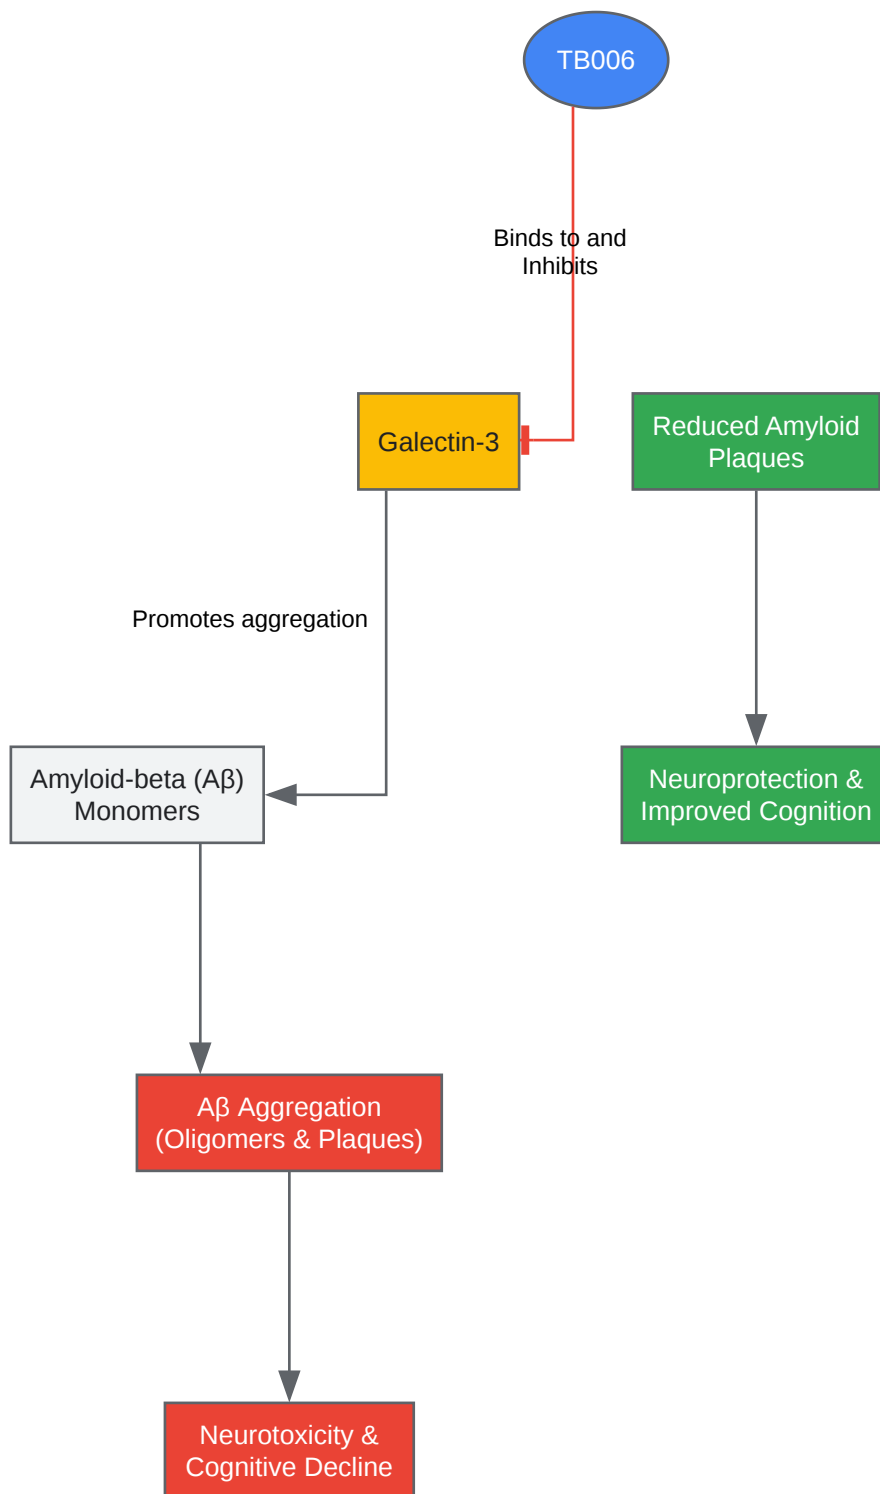 TB006
Binds to and
Inhibits
Galectin-3
Reduced Amyloid
Plaques
Promotes aggregation
Amyloid-beta (Aβ)
Monomers
Neuroprotection &
Improved Cognition
Aβ Aggregation
(Oligomers & Plaques)
Neurotoxicity &
Cognitive Decline